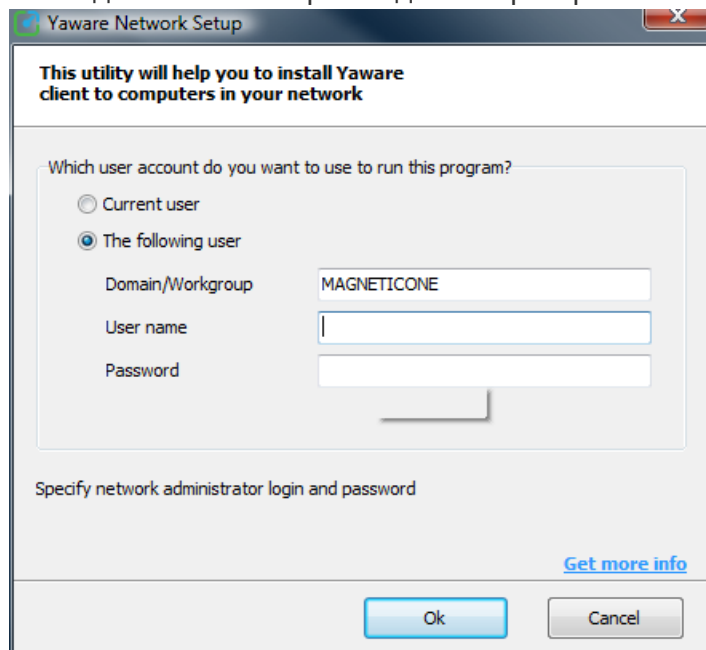 Yaware Network Setup
This utility will help you to install Yaware
client to computers in your network
Which user account do you want to use to run this program?
Current user
The following user
Domain/Workgroup MAGNETICONE
User name
Password
Specify network administrator login and password
Get more info
Ok Cancel